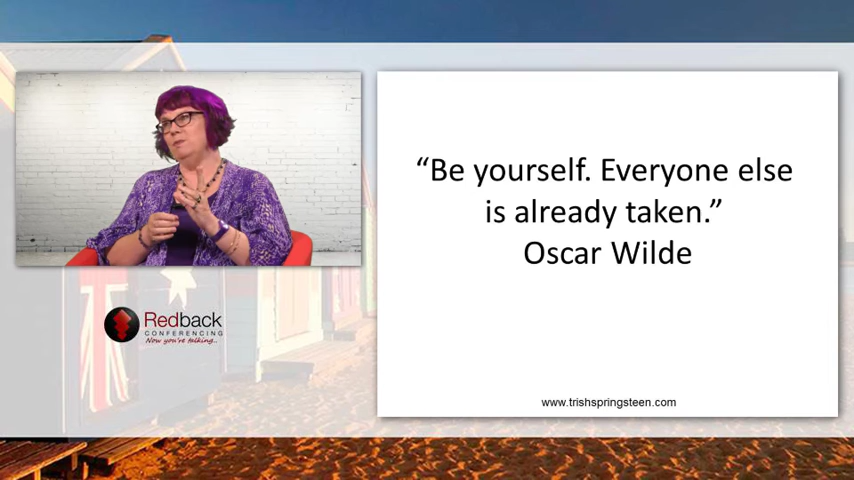 “Be yourself. Everyone else
is already taken.”
Oscar Wilde
Redback
CONFERENCING
Now you're talking..
www.trishspringsteen.com